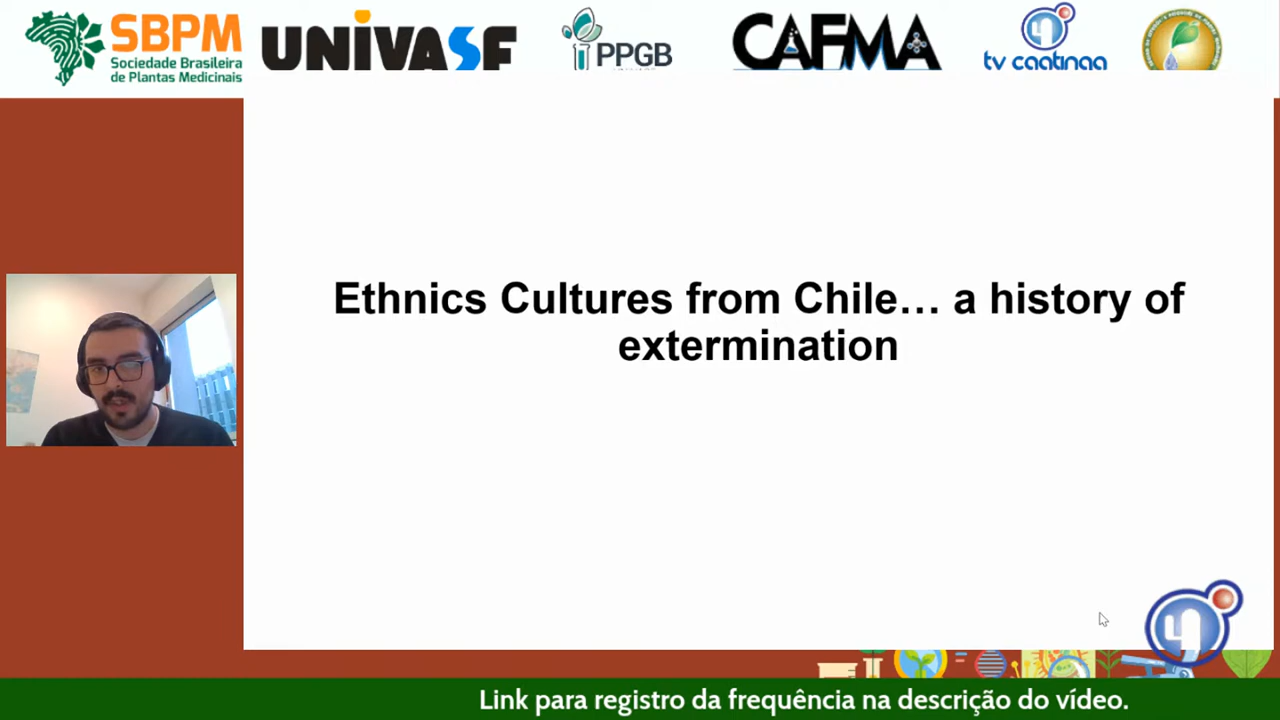 SBPM
Sociedade Brasileira
de Plantas Medicinais
UNIVASF
PPGB
CAFMA
tv caatinga
Ethnics Cultures from Chile… a history of
extermination
Link para registro da frequência na descrição do vídeo.